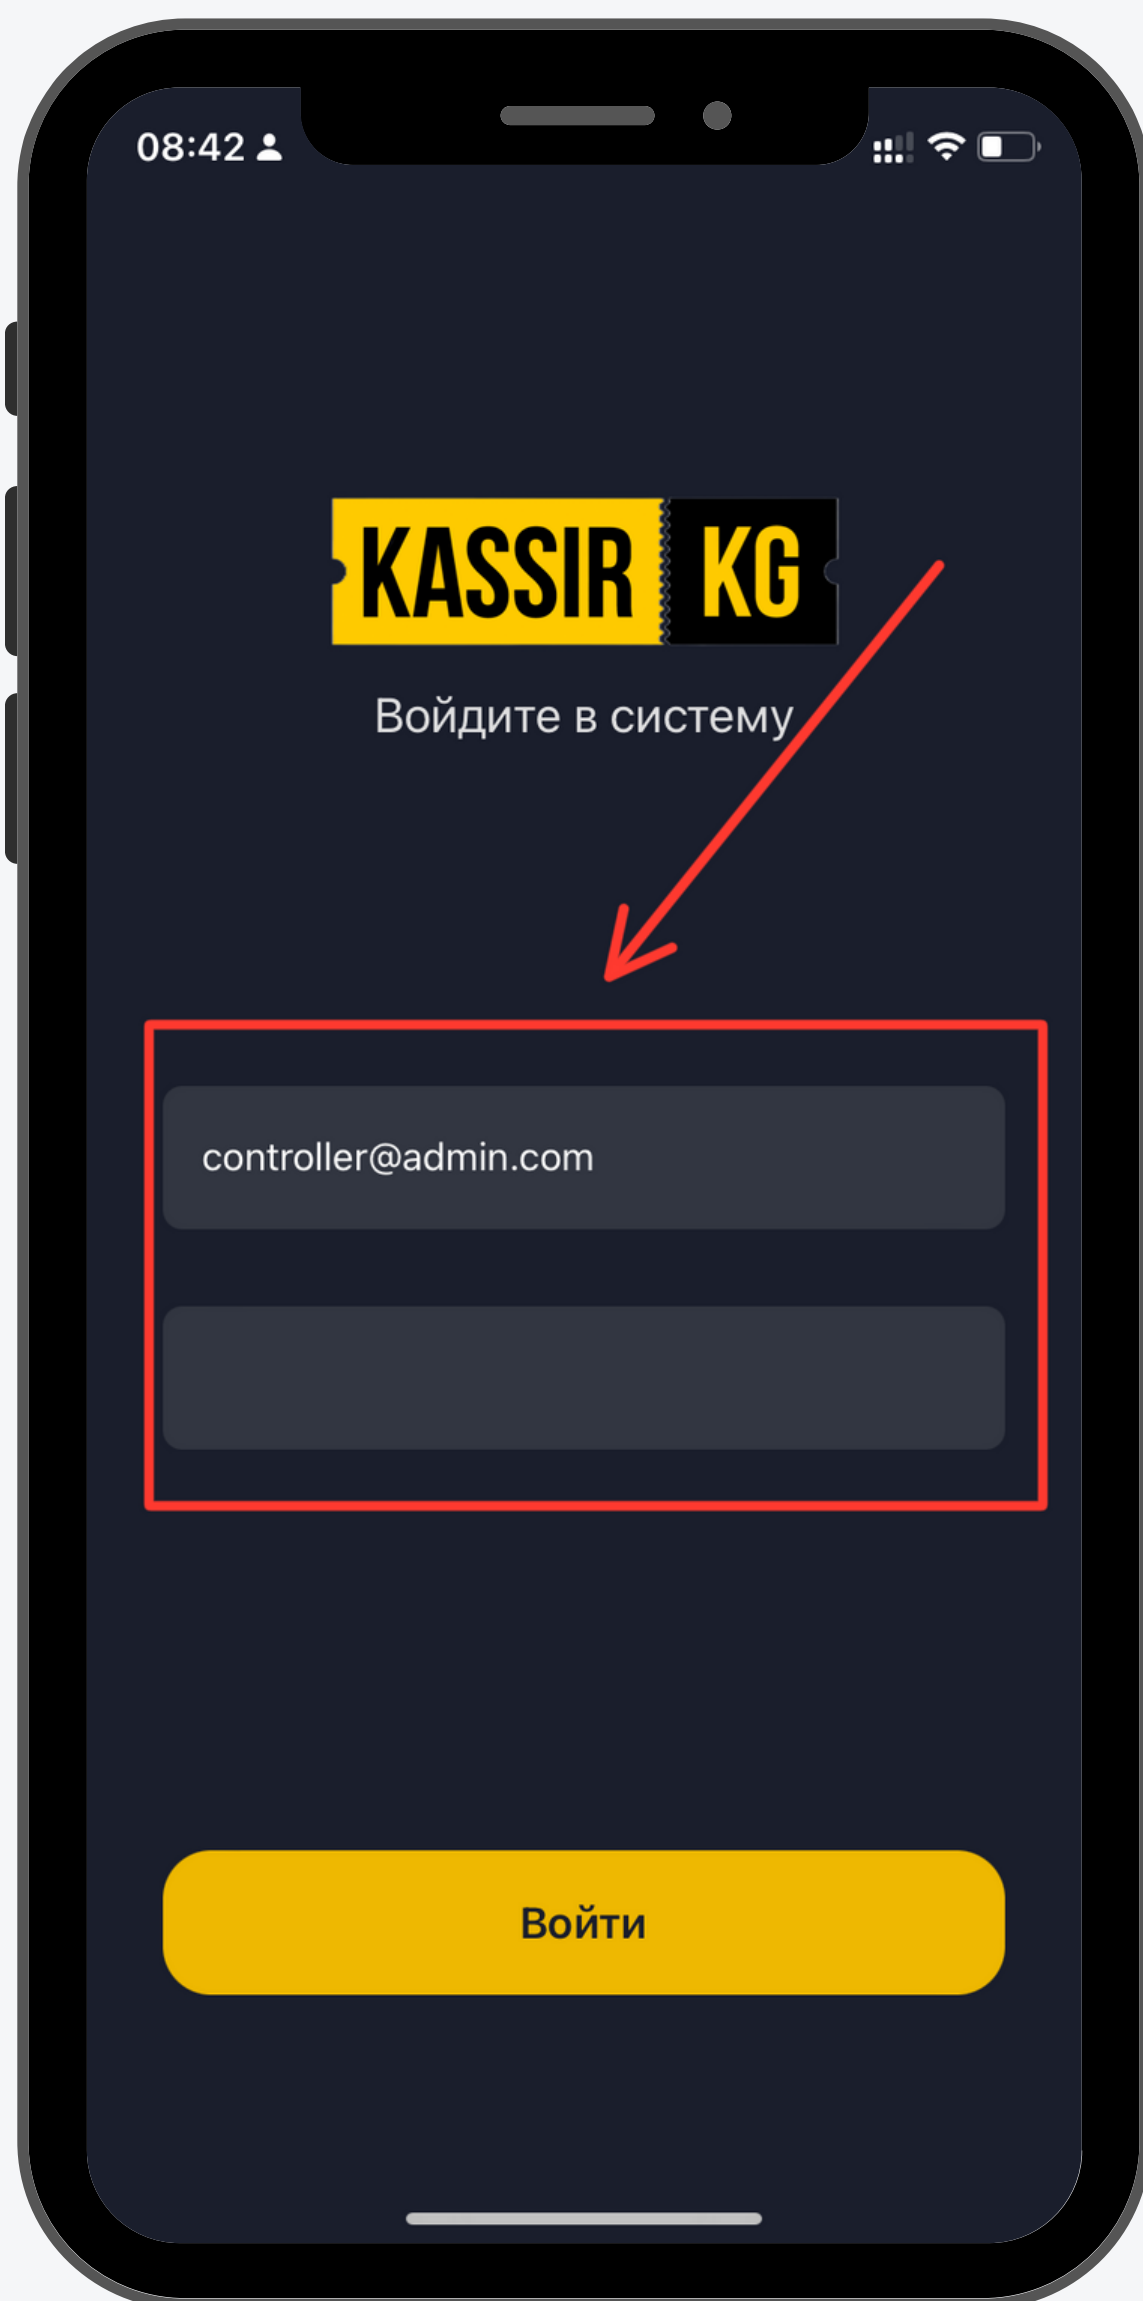 08:42
KASSIR KG
Войдите в систему
controller@admin.com
Войти